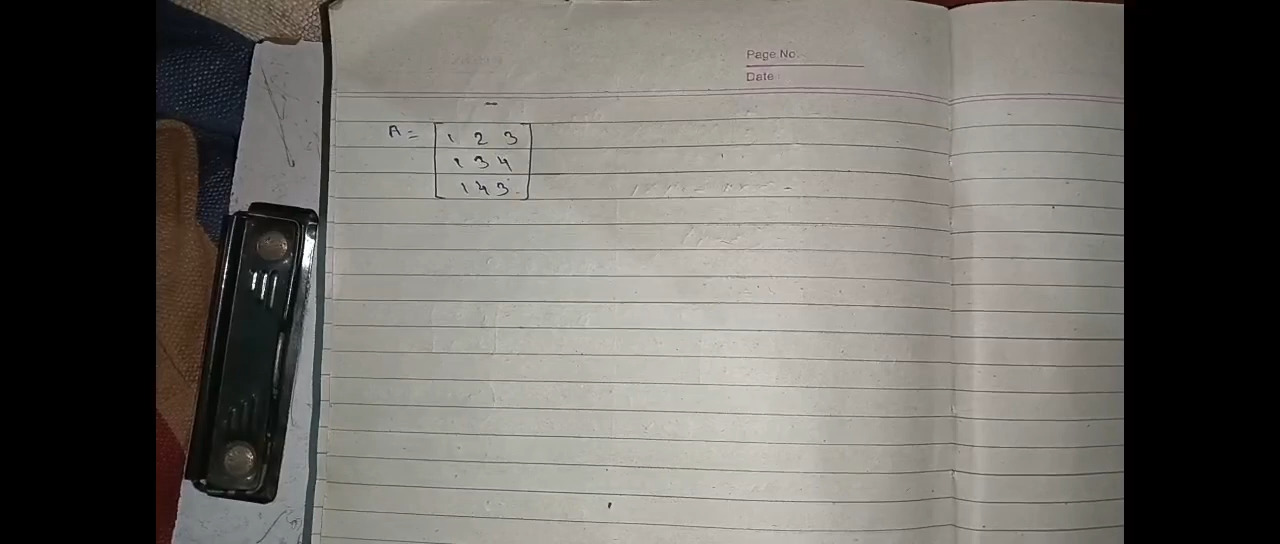 Page No.
Date
A = [1 2 3
1 3 4
1 4 3]